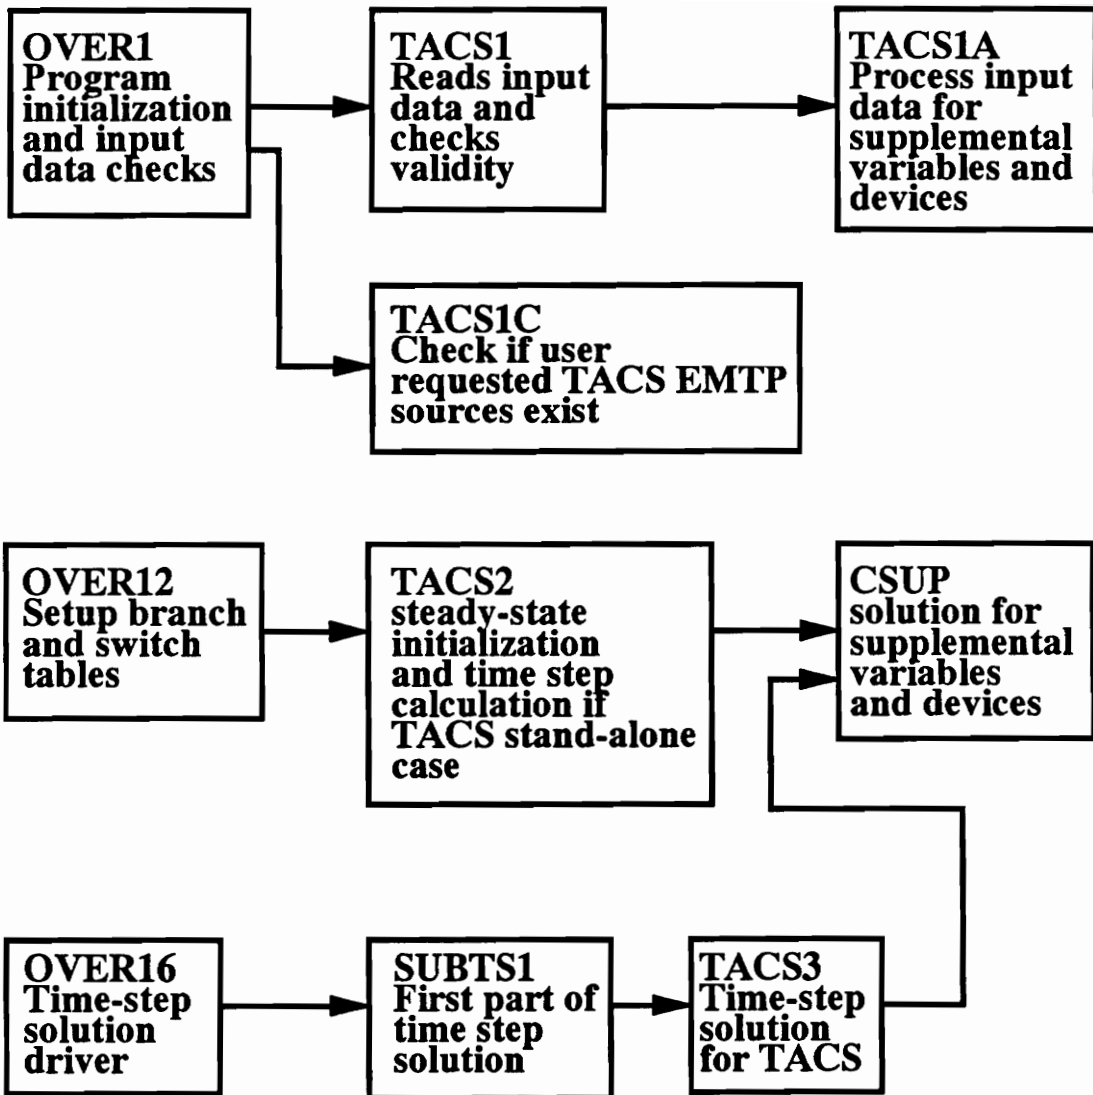 OVER1
Program
initialization
and input
data checks
TACS1
Reads input
data and
checks
validity
TACS1A
Process input
data for
supplemental
variables and
devices
TACS1C
Check if user
requested TACS EMTP
sources exist
OVER12
Setup branch
and switch
tables
TACS2
steady-state
initialization
and time step
calculation if
TACS stand-alone
case
CSUP
solution for
supplemental
variables
and devices
OVER16
Time-step
solution
driver
SUBTS1
First part of
time step
solution
TACS3
Time-step
solution
for TACS